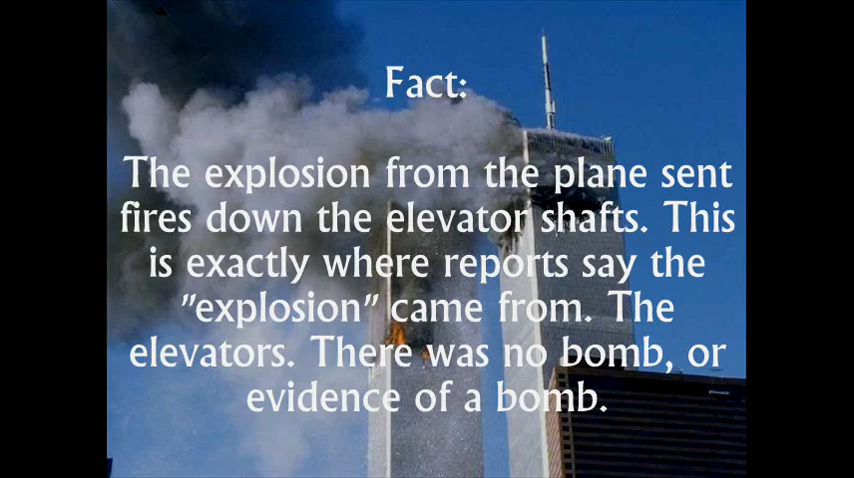 Fact:
The explosion from the plane sent
fires down the elevator shafts. This
is exactly where reports say the
"explosion" came from. The
elevators. There was no bomb, or
evidence of a bomb.